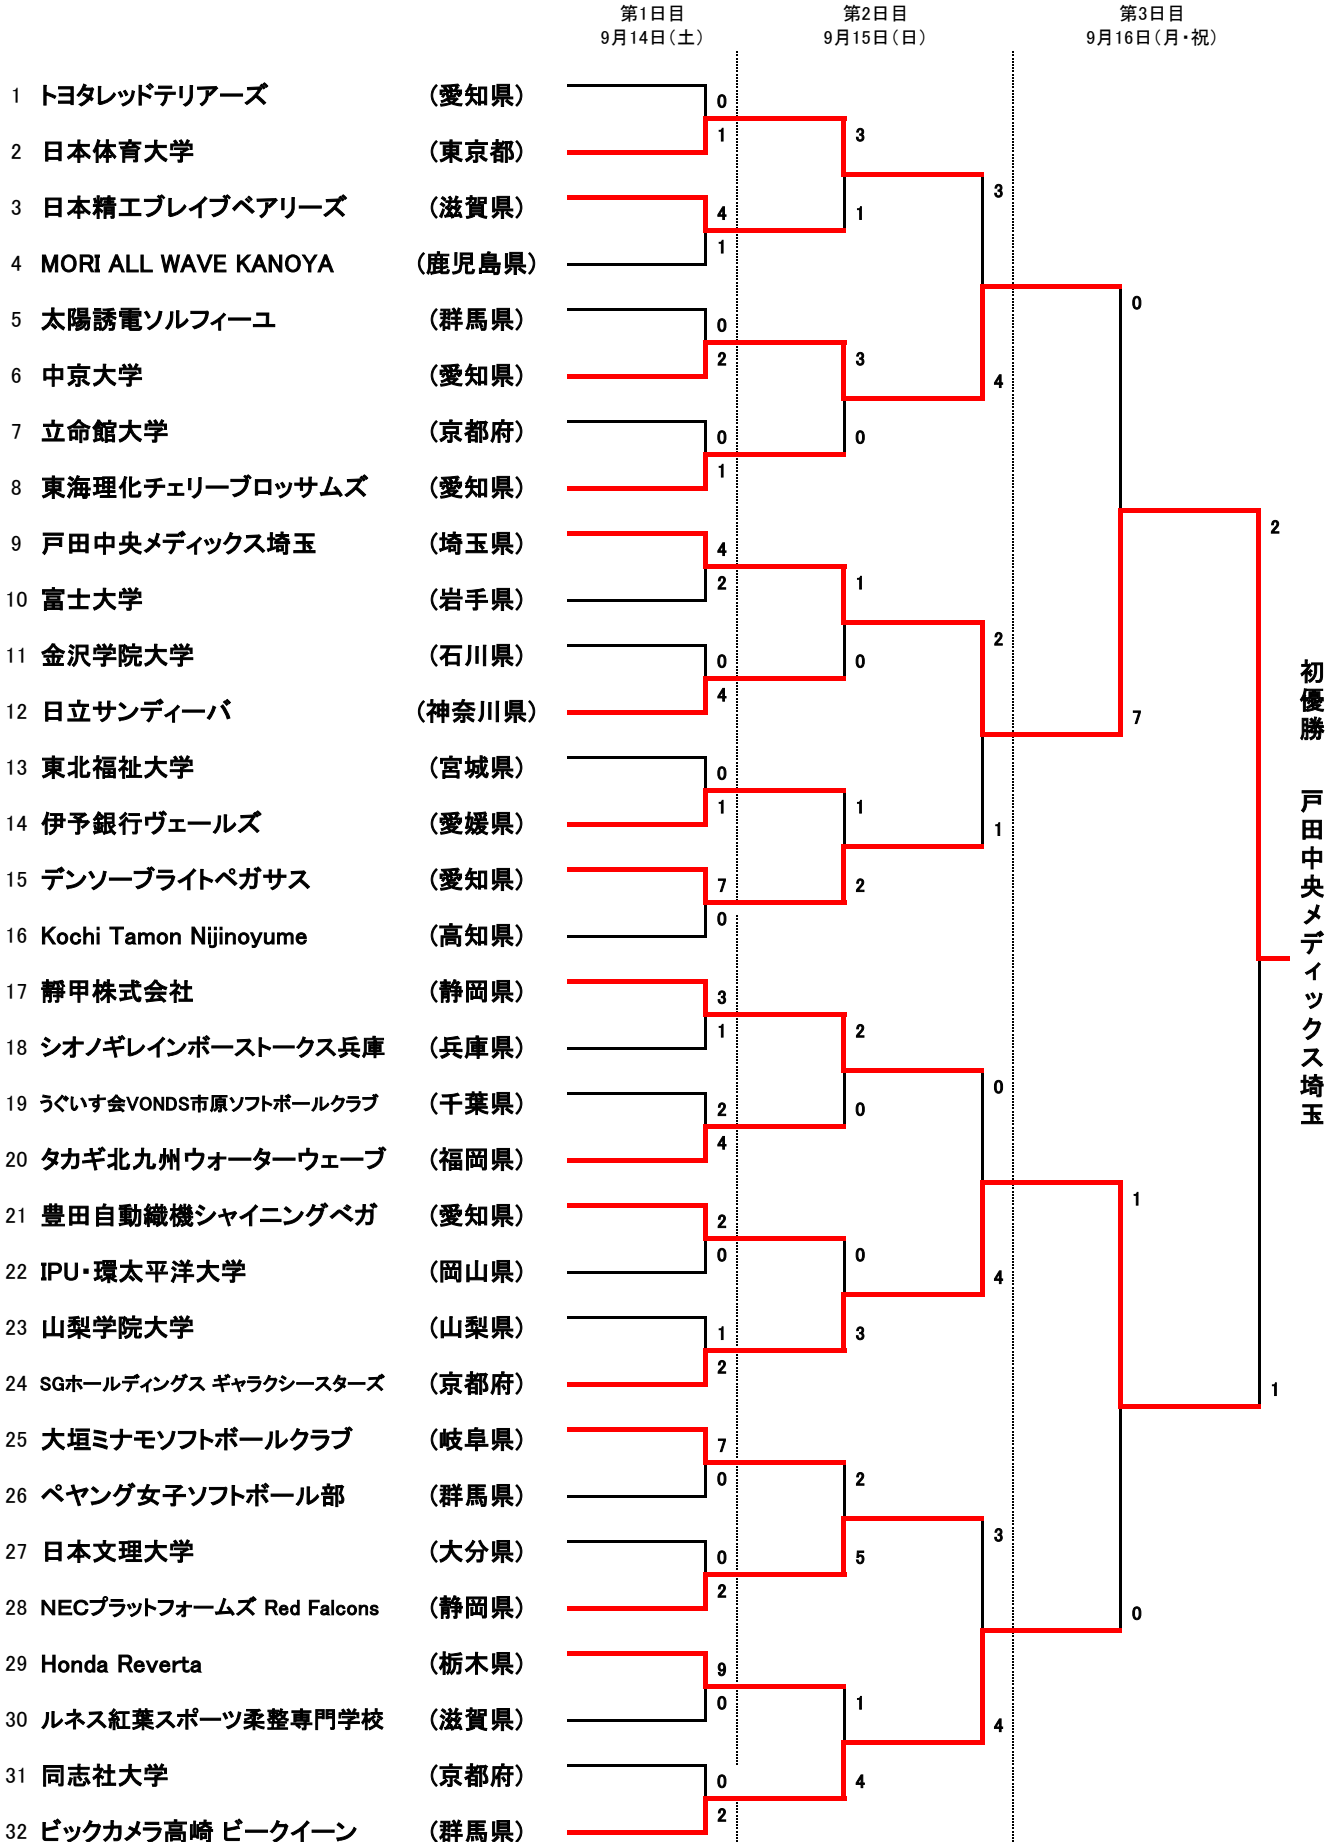 第1日目 第2日目 第3日目
9月14日(土) 9月15日(日) 9月16日(月・祝)
1 トヨタレッドテリアーズ (愛知県) 0
2 日本体育大学 (東京都) 1 3
3 日本精工ブレイブベアリーズ (滋賀県) 4 1 3
4 MORI ALL WAVE KANOYA (鹿児島県) 1
5 太陽誘電ソルフィーユ (群馬県) 0 0
6 中京大学 (愛知県) 2 3 4
7 立命館大学 (京都府) 0 0
8 東海理化チェリーブロッサムズ (愛知県) 1
9 戸田中央メディックス埼玉 (埼玉県) 4 2
10 富士大学 (岩手県) 2 1
11 金沢学院大学 (石川県) 0 0 2
12 日立サンディーバ (神奈川県) 4 7
13 東北福祉大学 (宮城県) 0
14 伊予銀行ヴェールズ (愛媛県) 1 1 1
15 デンソーブライトペガサス (愛知県) 7 2
16 Kochi Tamon Nijinoyume (高知県) 0
17 靜甲株式会社 (静岡県) 3
18 シオノギレインボーストークス兵庫 (兵庫県) 1 2
19 うぐいす会VONDS市原ソフトボールクラブ (千葉県) 2 0 0
20 タカギ北九州ウォーターウェーブ (福岡県) 4
21 豊田自動織機シャイニングベガ (愛知県) 2 1
22 IPU・環太平洋大学 (岡山県) 0 0 4
23 山梨学院大学 (山梨県) 1 3
24 SGホールディングス ギャラクシースターズ (京都府) 2 1
25 大垣ミナモソフトボールクラブ (岐阜県) 7
26 ペヤング女子ソフトボール部 (群馬県) 0 2
27 日本文理大学 (大分県) 0 5 3
28 NECプラットフォームズ Red Falcons (静岡県) 2 0
29 Honda Reverta (栃木県) 9
30 ルネス紅葉スポーツ柔整専門学校 (滋賀県) 0 1 4
31 同志社大学 (京都府) 0 4
32 ビックカメラ高崎 ビークイーン (群馬県) 2
初優勝 戸田中央メディックス埼玉